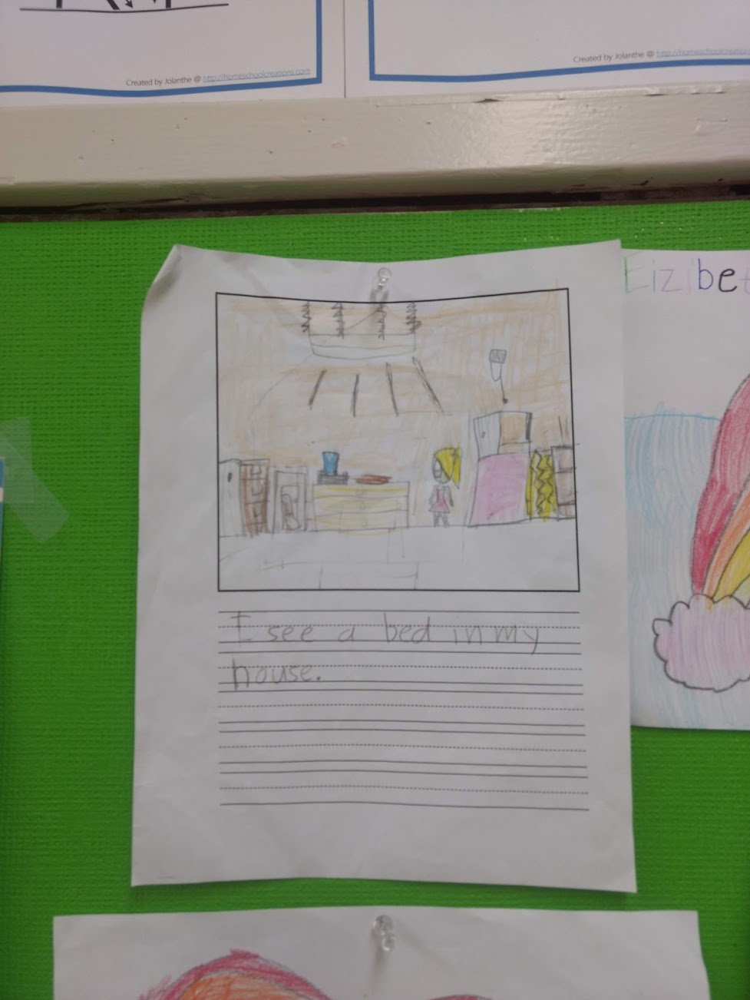 Created by Jolanthe @ http://homeschoolcreations.com
Created by Jolanthe @ http://homeschoolcreations
Eizibet
I see a bed in my
house.